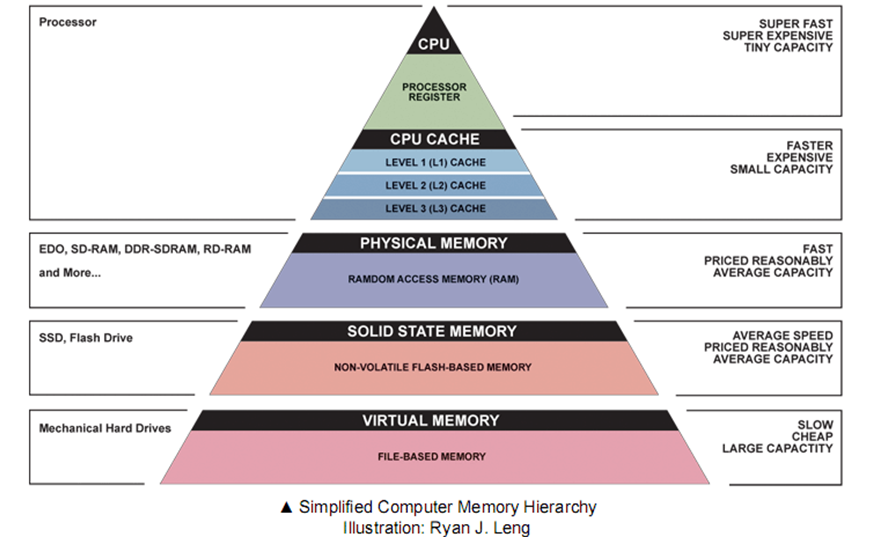 Processor
CPU
SUPER FAST
SUPER EXPENSIVE
TINY CAPACITY
PROCESSOR
REGISTER
CPU CACHE
LEVEL 1 (L1) CACHE
LEVEL 2 (L2) CACHE
LEVEL 3 (L3) CACHE
FASTER
EXPENSIVE
SMALL CAPACITY
EDO, SD-RAM, DDR-SDRAM, RD-RAM
and More...
PHYSICAL MEMORY
RAMDOM ACCESS MEMORY (RAM)
FAST
PRICED REASONABLY
AVERAGE CAPACITY
SSD, Flash Drive
SOLID STATE MEMORY
NON-VOLATILE FLASH-BASED MEMORY
AVERAGE SPEED
PRICED REASONABLY
AVERAGE CAPACITY
Mechanical Hard Drives
VIRTUAL MEMORY
FILE-BASED MEMORY
SLOW
CHEAP
LARGE CAPACTITY
▲ Simplified Computer Memory Hierarchy
Illustration: Ryan J. Leng